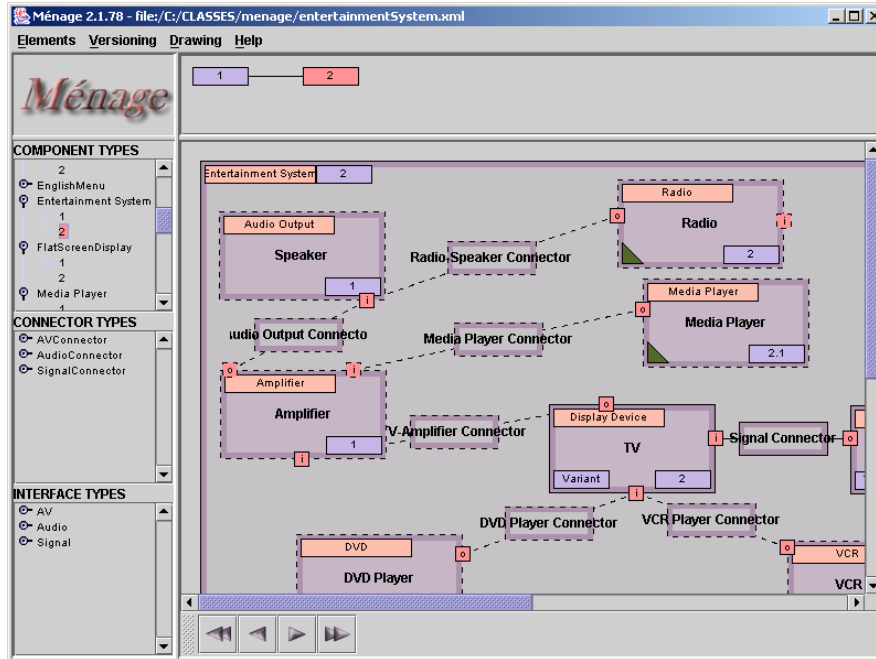 Ménage 2.1.78 - file:/C:/CLASSES/menage/entertainmentSystem.xml
Elements Versioning Drawing Help
Ménage
1 2
COMPONENT TYPES
2
EnglishMenu
Entertainment System
1
2
FlatScreenDisplay
1
2
Media Player
1
CONNECTOR TYPES
AVConnector
AudioConnector
SignalConnector
INTERFACE TYPES
AV
Audio
Signal
Entertainment System 2
Radio
o Radio i
2
Audio Output
Speaker
1
i
Radio-Speaker Connector
Media Player
o
Media Player
2.1
udio Output Connecto
Media Player Connector
o i
Amplifier
Amplifier
1
i
V-Amplifier Connector
o
Display Device
TV
i
Variant 2
i
Signal Connector
o
DVD Player Connector
VCR Player Connector
DVD
o
DVD Player
o
VCR
VCR